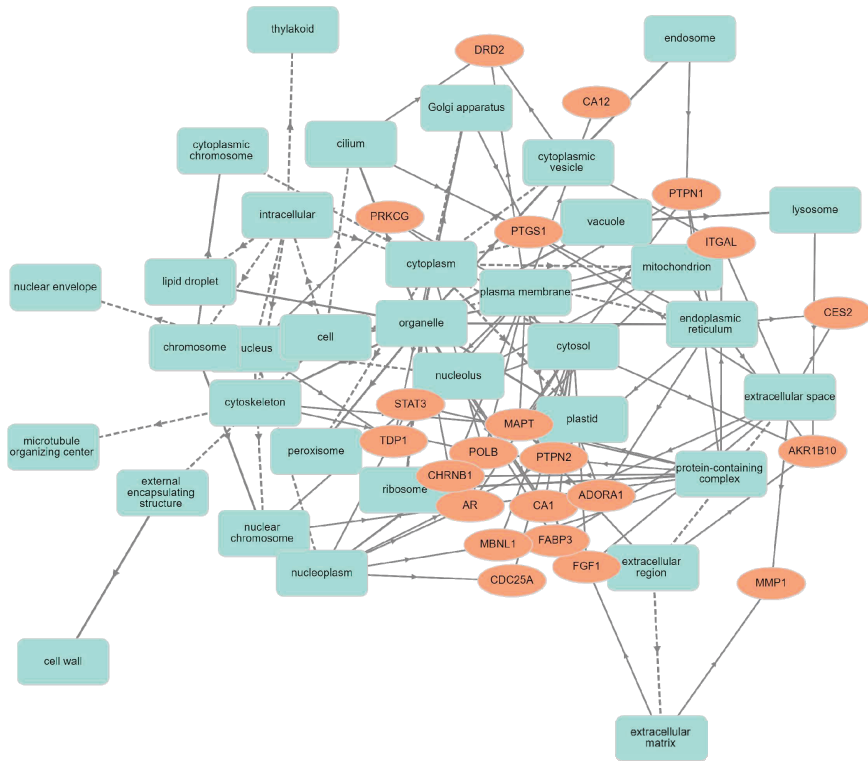 thylakoid
endosome
DRD2
Golgi apparatus
CA12
cytoplasmic
chromosome
cilium
cytoplasmic
vesicle
PTPN1
intracellular
PRKCG
PTGS1
vacuole
lysosome
ITGAL
nuclear envelope
lipid droplet
cytoplasm
mitochondrion
plasma membrane
CES2
chromosome
nucleus
cell
organelle
cytosol
endoplasmic
reticulum
nucleolus
cytoskeleton
STAT3
MAPT
plastid
extracellular space
microtubule
organizing center
peroxisome
TDP1
POLB
PTPN2
AKR1B10
external
encapsulating
structure
ribosome
CHRNB1
AR
CA1
ADORA1
protein-containing
complex
nuclear
chromosome
nucleoplasm
MBNL1
FABP3
CDC25A
FGF1
extracellular
region
MMP1
cell wall
extracellular
matrix